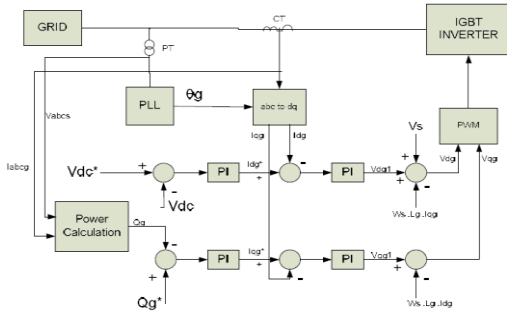 GRID
CT
IGBT
INVERTER
PT
PLL
θg
abc to dq
Vabcs
Iqg
Idg
PWM
Vs
Vdg
Vqg
Iabcg
Vdc*
+
-
Vdc
PI
Idg*
+
-
PI
Vdg1
+
+
-
Ws.Lg.Iqg
Power
Calculation
Qg
-
+
Qg*
PI
Iqg*
+
-
PI
Vqg1
+
-
Ws.Lg.Idg